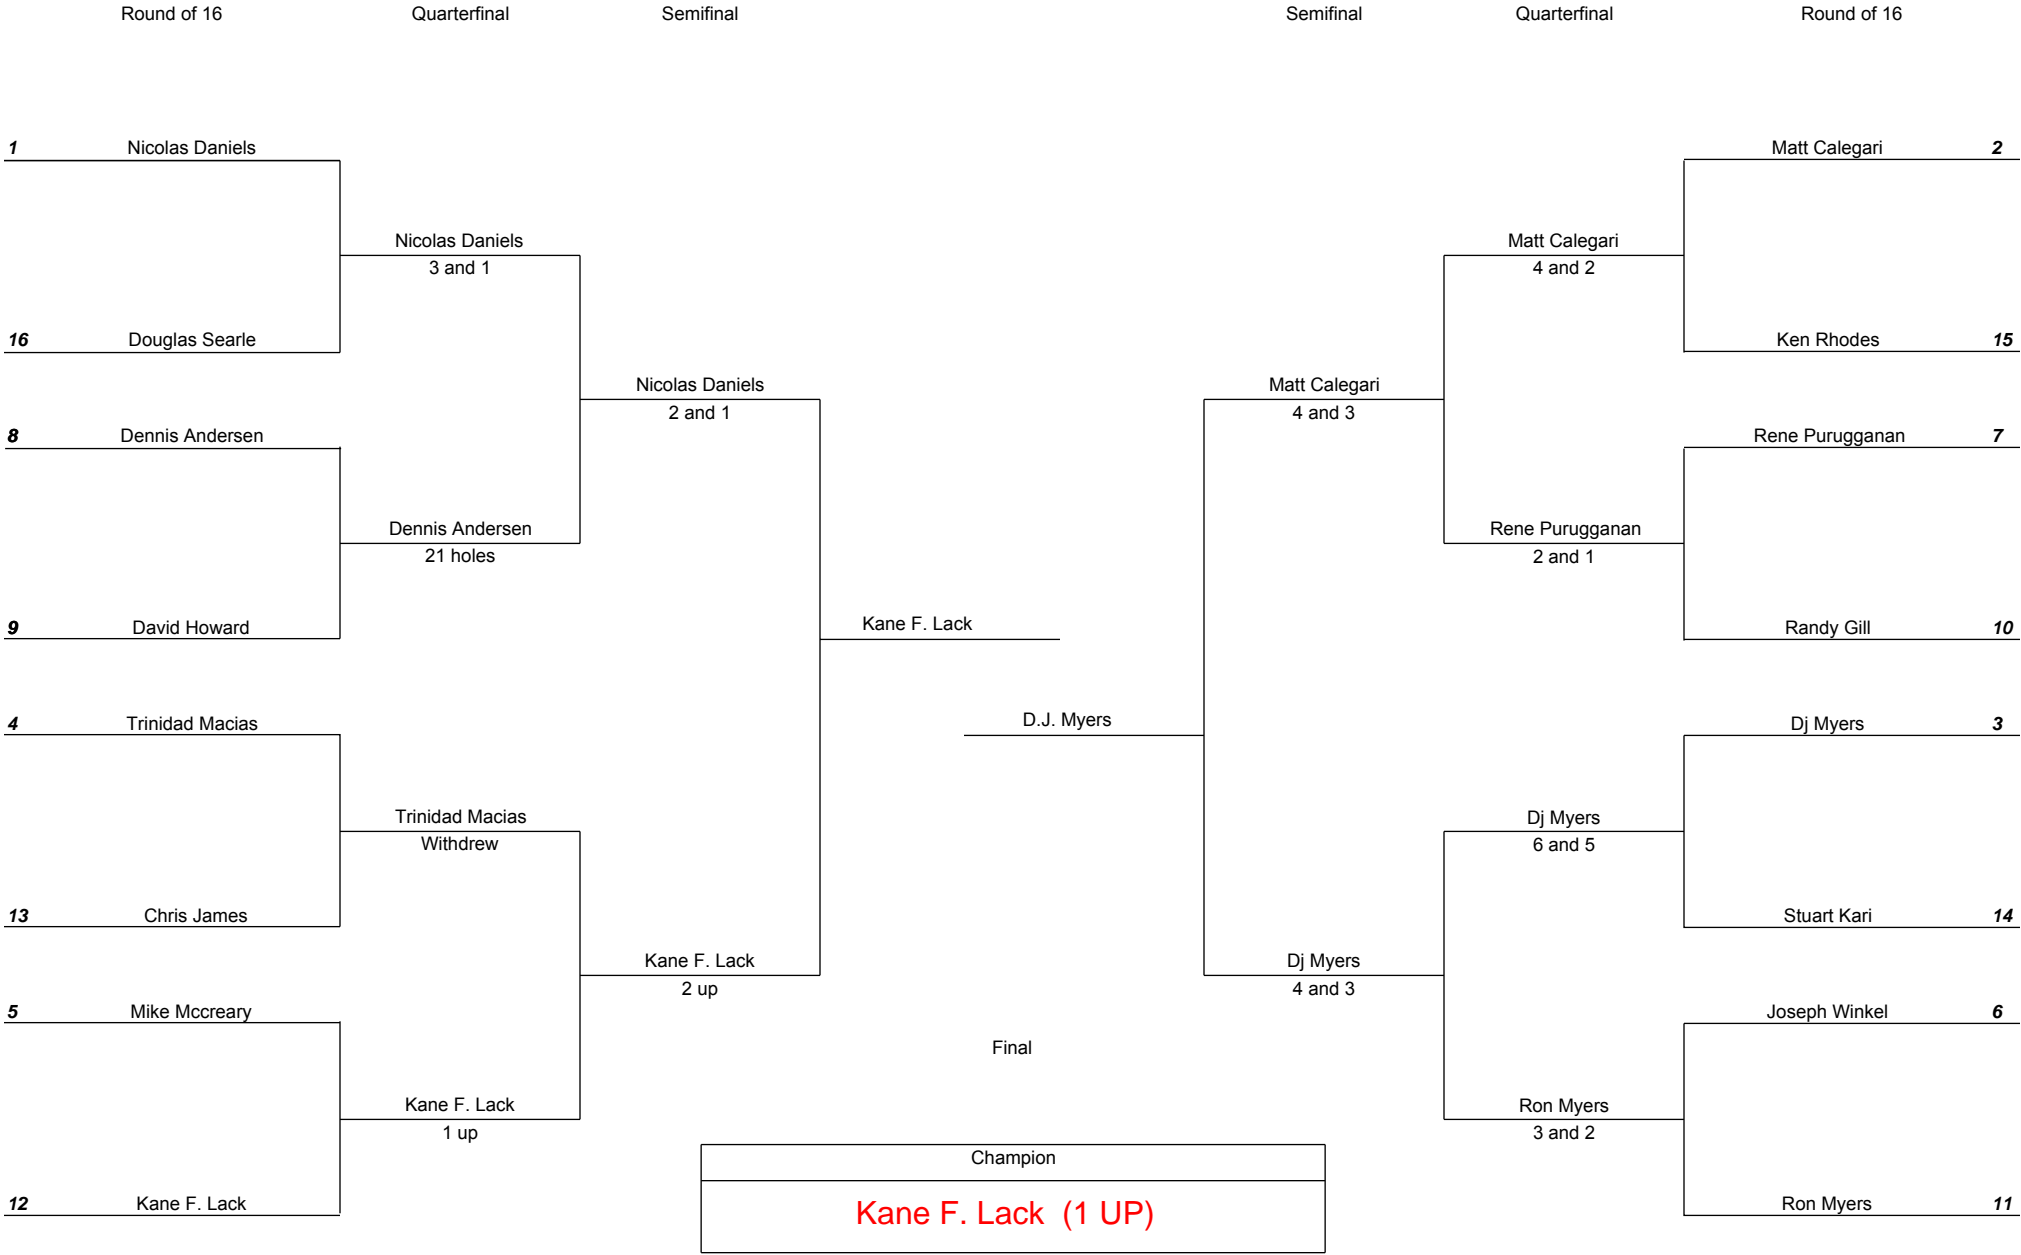 Round of 16 Quarterfinal Semifinal Semifinal Quarterfinal Round of 16
1 Nicolas Daniels Matt Calegari 2
Nicolas Daniels Matt Calegari
3 and 1 4 and 2
16 Douglas Searle Ken Rhodes 15
Nicolas Daniels Matt Calegari
2 and 1 4 and 3
8 Dennis Andersen Rene Purugganan 7
Dennis Andersen Rene Purugganan
21 holes 2 and 1
9 David Howard Kane F. Lack Randy Gill 10
4 Trinidad Macias D.J. Myers Dj Myers 3
Trinidad Macias Dj Myers
Withdrew 6 and 5
13 Chris James Stuart Kari 14
Kane F. Lack Dj Myers
2 up 4 and 3
5 Mike Mccreary Joseph Winkel 6
Final
Kane F. Lack Ron Myers
1 up 3 and 2
Champion
12 Kane F. Lack Kane F. Lack (1 UP) Ron Myers 11